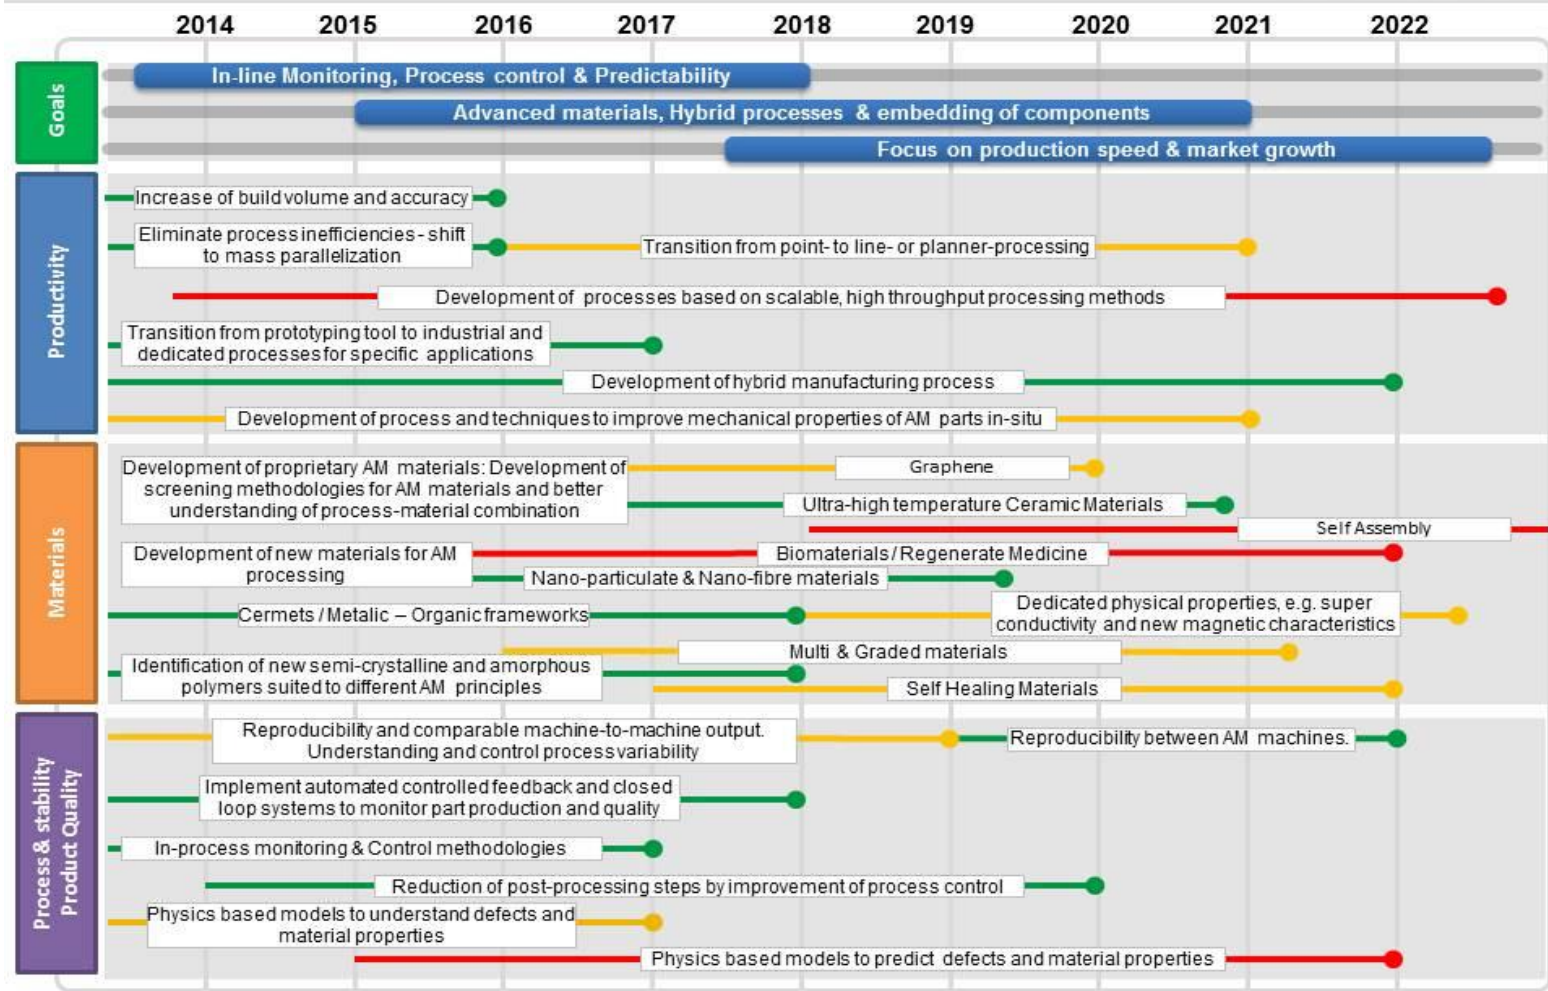 2014 2015 2016 2017 2018 2019 2020 2021 2022
Goals
In-line Monitoring, Process control & Predictability
Advanced materials, Hybrid processes & embedding of components
Focus on production speed & market growth
Productivity
Increase of build volume and accuracy
Eliminate process inefficiencies - shift
to mass parallelization
Transition from point- to line- or planner-processing
Development of processes based on scalable, high throughput processing methods
Transition from prototyping tool to industrial and
dedicated processes for specific applications
Development of hybrid manufacturing process
Development of process and techniques to improve mechanical properties of AM parts in-situ
Materials
Development of proprietary AM materials: Development of
screening methodologies for AM materials and better
understanding of process-material combination
Graphene
Ultra-high temperature Ceramic Materials
Self Assembly
Development of new materials for AM
processing
Biomaterials / Regenerate Medicine
Nano-particulate & Nano-fibre materials
Cermets / Metalic – Organic frameworks
Dedicated physical properties, e.g. super
conductivity and new magnetic characteristics
Multi & Graded materials
Identification of new semi-crystalline and amorphous
polymers suited to different AM principles
Self Healing Materials
Process & stability
Product Quality
Reproducibility and comparable machine-to-machine output.
Understanding and control process variability
Reproducibility between AM machines.
Implement automated controlled feedback and closed
loop systems to monitor part production and quality
In-process monitoring & Control methodologies
Reduction of post-processing steps by improvement of process control
Physics based models to understand defects and
material properties
Physics based models to predict defects and material properties